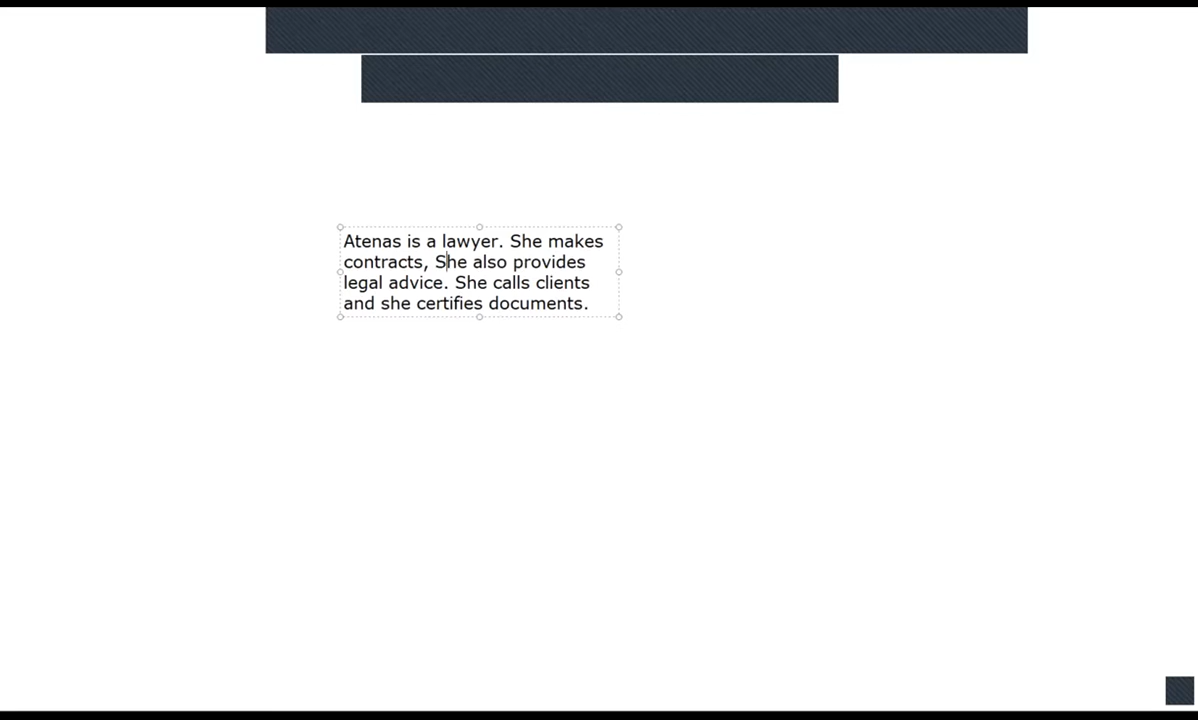 Atenas is a lawyer. She makes
contracts, She also provides
legal advice. She calls clients
and she certifies documents.